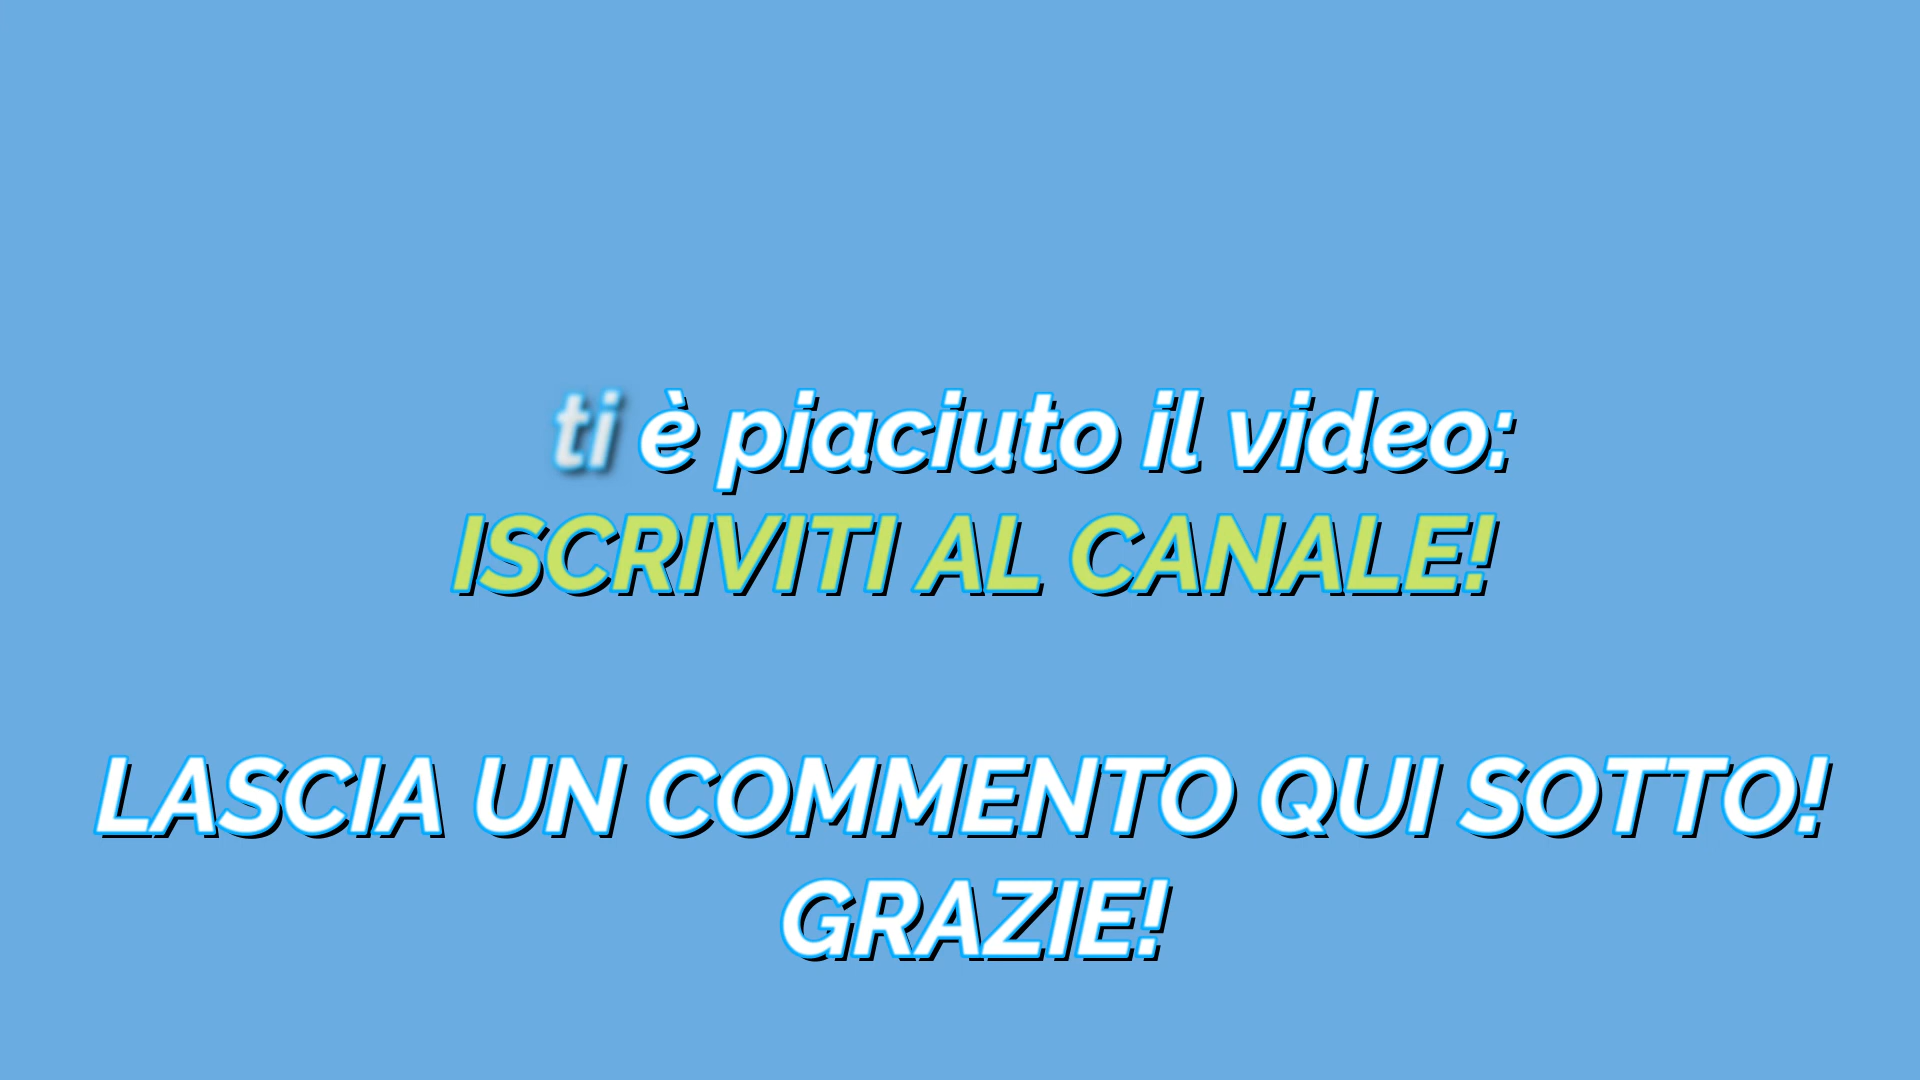 ti è piaciuto il video:
ISCRIVITI AL CANALE!
LASCIA UN COMMENTO QUI SOTTO!
GRAZIE!